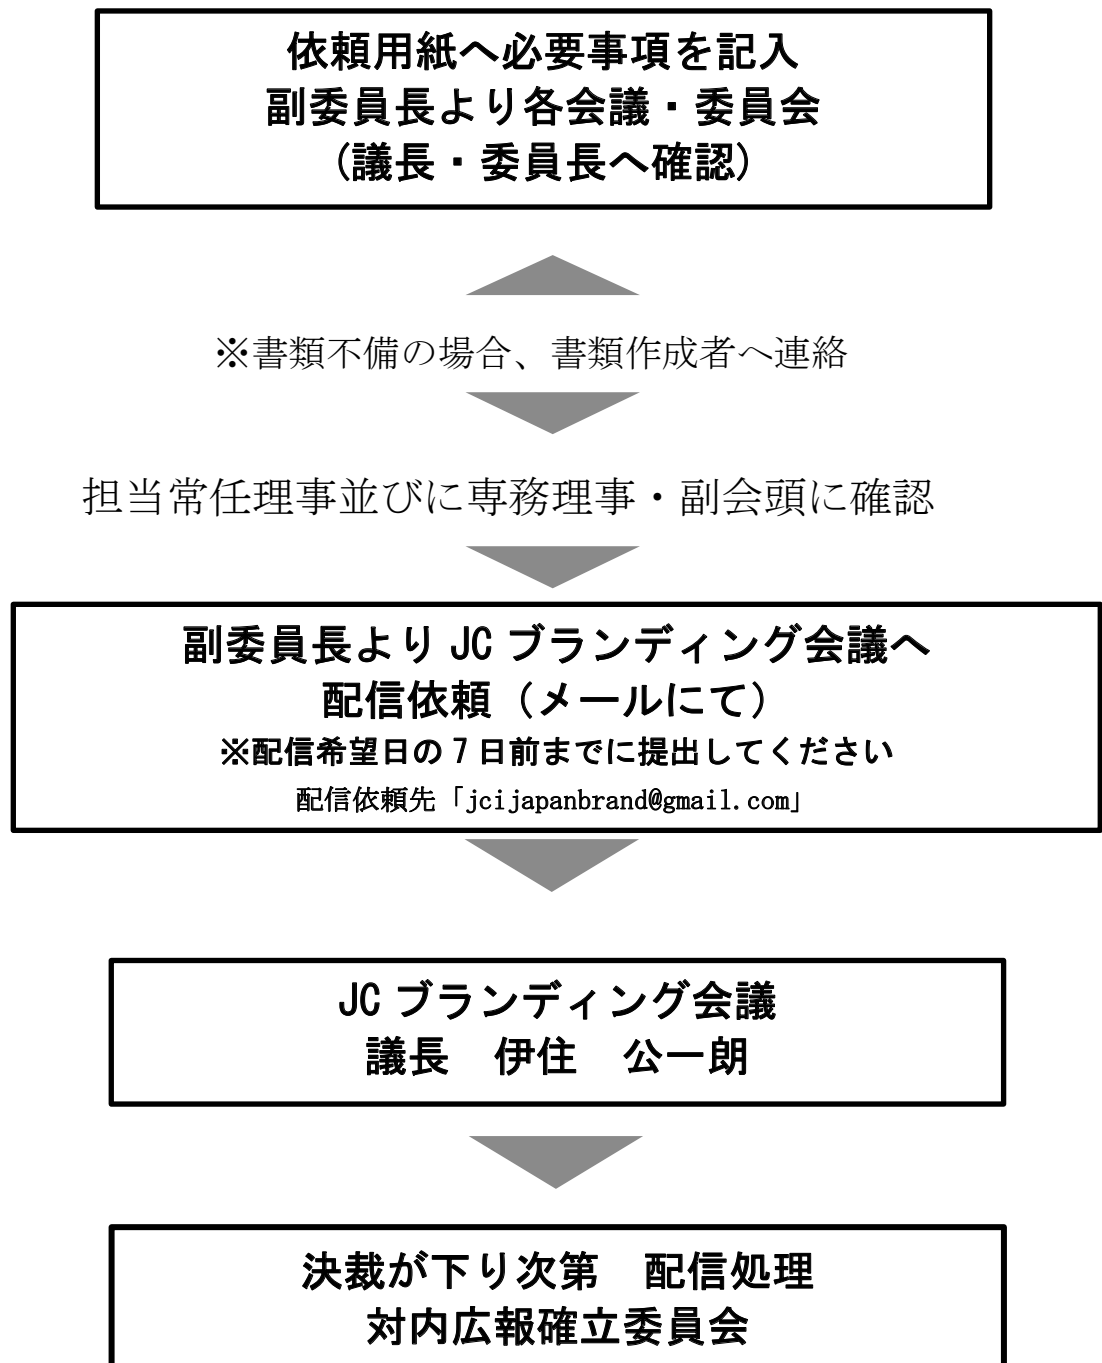 依頼用紙へ必要事項を記入
副委員長より各会議・委員会
(議長・委員長へ確認)
※書類不備の場合、書類作成者へ連絡
担当常任理事並びに専務理事・副会頭に確認
副委員長より JC ブランディング会議へ
配信依頼（メールにて）
※配信希望日の 7 日前までに提出してください
配信依頼先「jcijapanbrand@gmail.com」
JC ブランディング会議
議長　伊住　公一朗
決裁が下り次第　配信処理
対内広報確立委員会